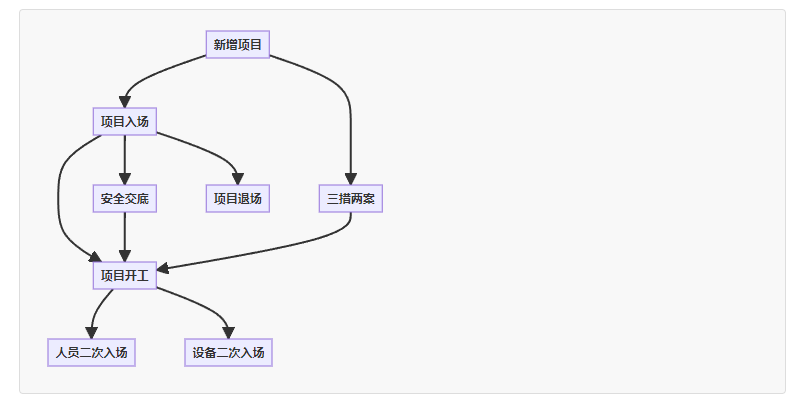 新增项目
项目入场
安全交底
项目退场
三措两案
项目开工
人员二次入场
设备二次入场